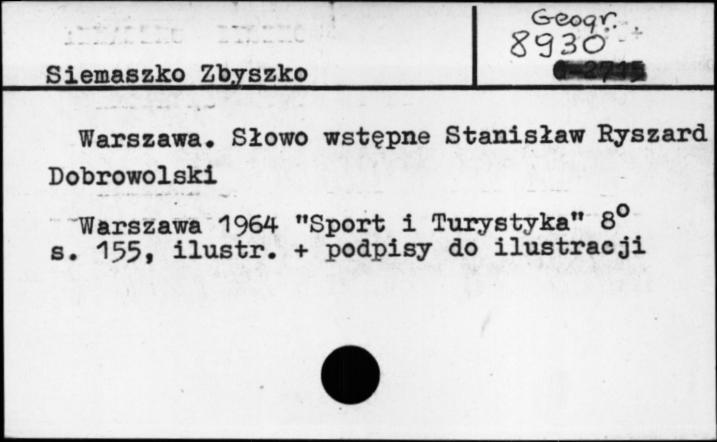 Geogr.
8930
Siemaszko Zbyszko
Warszawa. Słowo wstępne Stanisław Ryszard
Dobrowolski
Warszawa 1964 "Sport i Turystyka" 8°
s. 155, ilustr. + podpisy do ilustracji